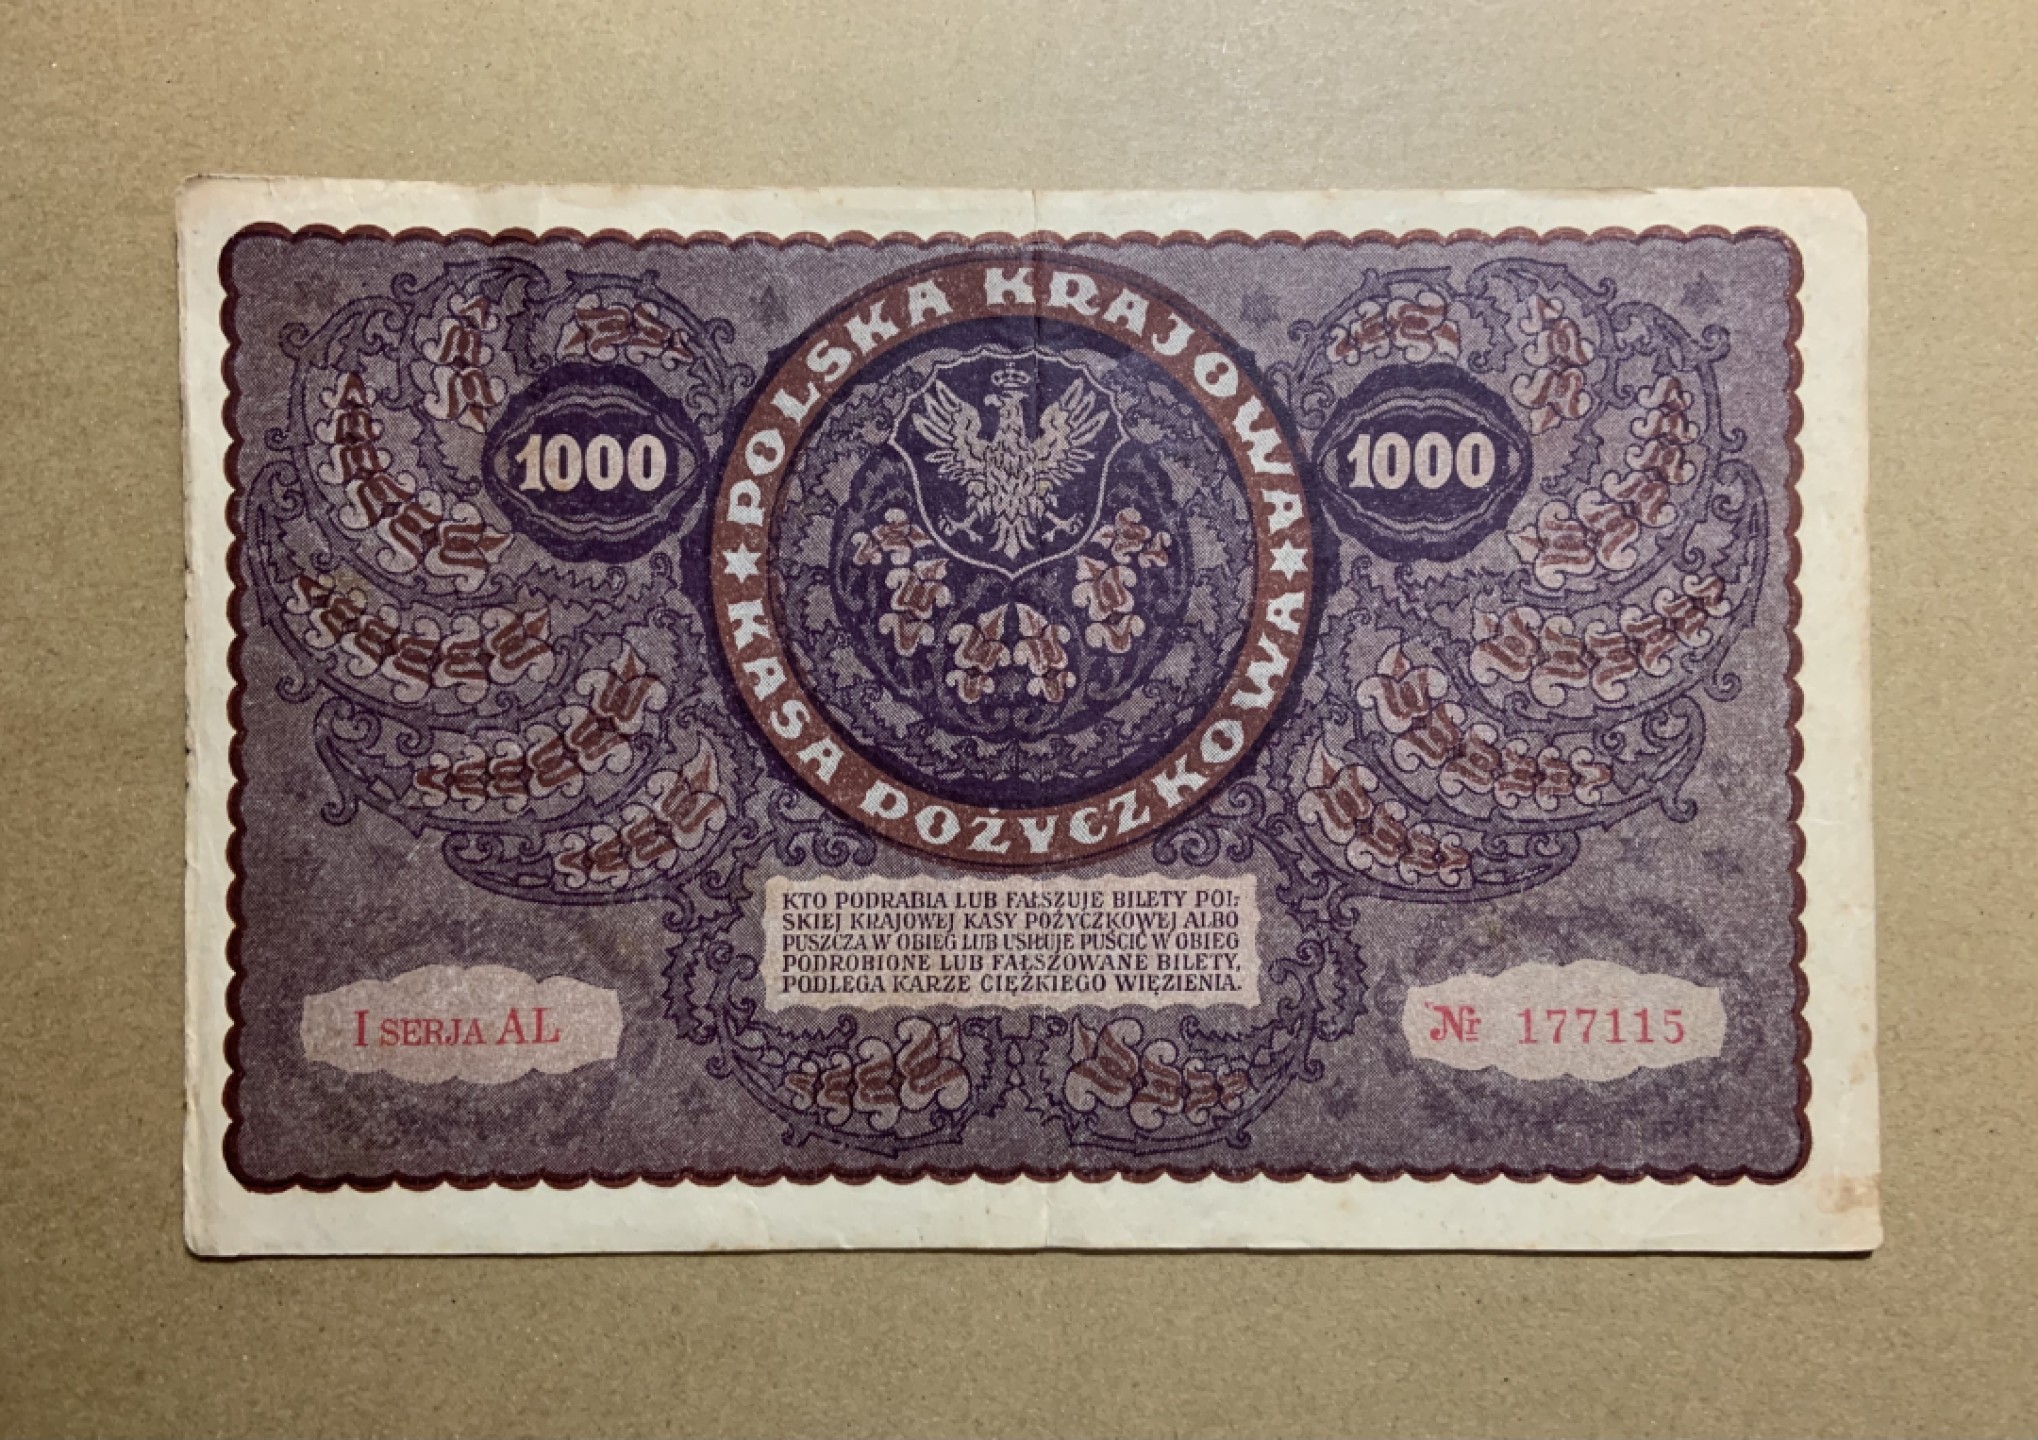 POLSKA KRAJOWA
KASA POŻYCZKOWA
1000
1000
KTO PODRABIA LUB FAŁSZUJE BILETY POL-
SKIEJ KRAJOWEJ KASY POŻYCZKOWEJ ALBO
PUSZCZA W OBIEG LUB USIŁUJE PUŚCIĆ W OBIEG
PODROBIONE LUB FAŁSZOWANE BILETY,
PODLEGA KARZE CIĘŻKIEGO WIĘZIENIA.
I SERJA AL
Nr 177115